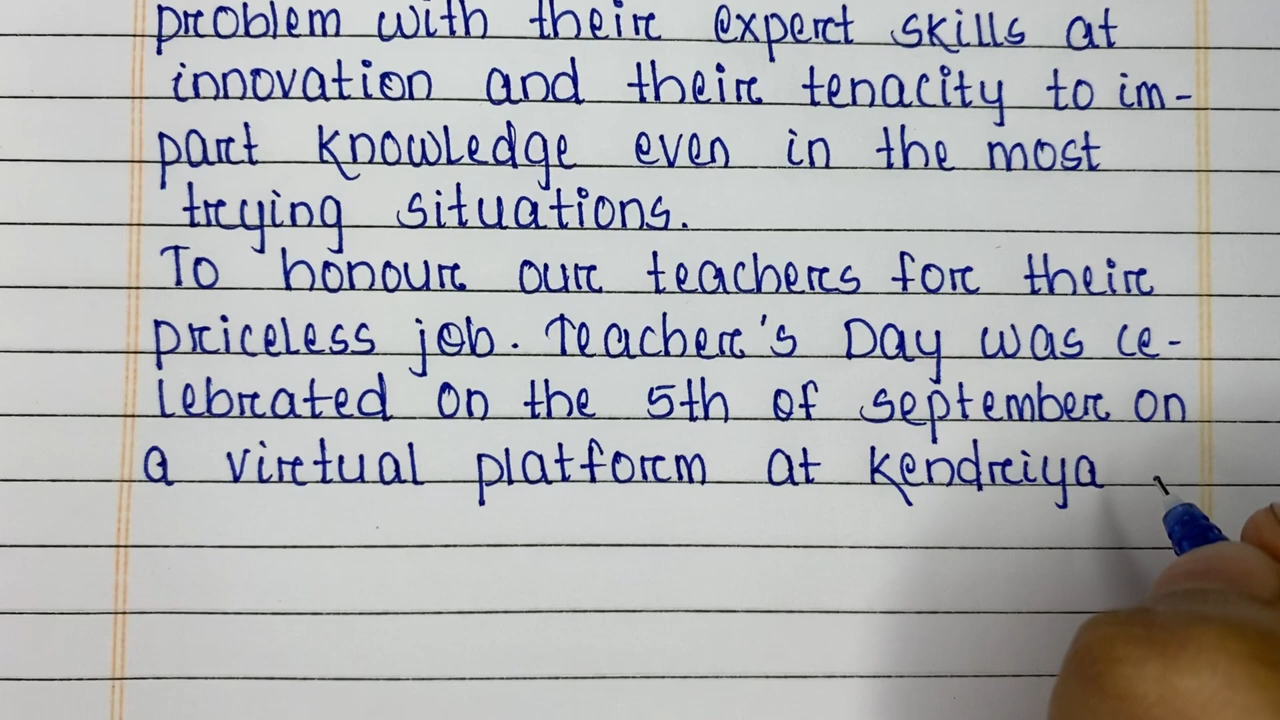 problem with their expert skills at
innovation and their tenacity to im-
part knowledge even in the most
trying situations.
To honour our teachers for their
priceless job. Teacher's Day was ce-
lebrated on the 5th of september on
a virtual platform at Kendriya